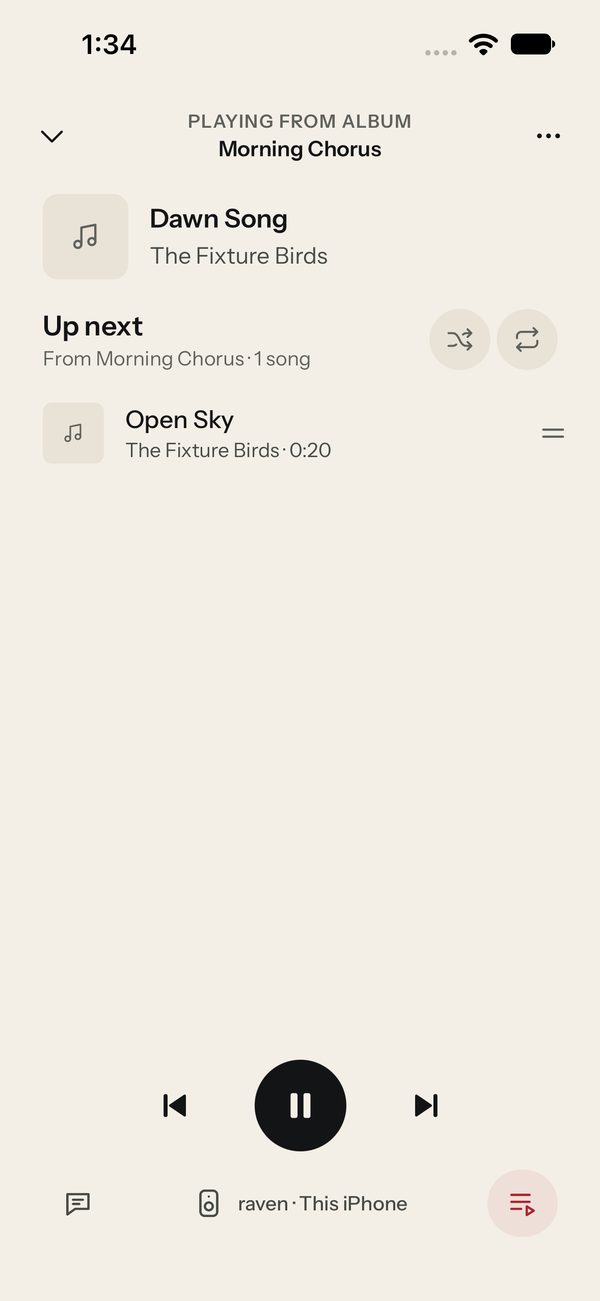 1:34
PLAYING FROM ALBUM
Morning Chorus
Dawn Song
The Fixture Birds
Up next
From Morning Chorus · 1 song
Open Sky
The Fixture Birds · 0:20
raven · This iPhone